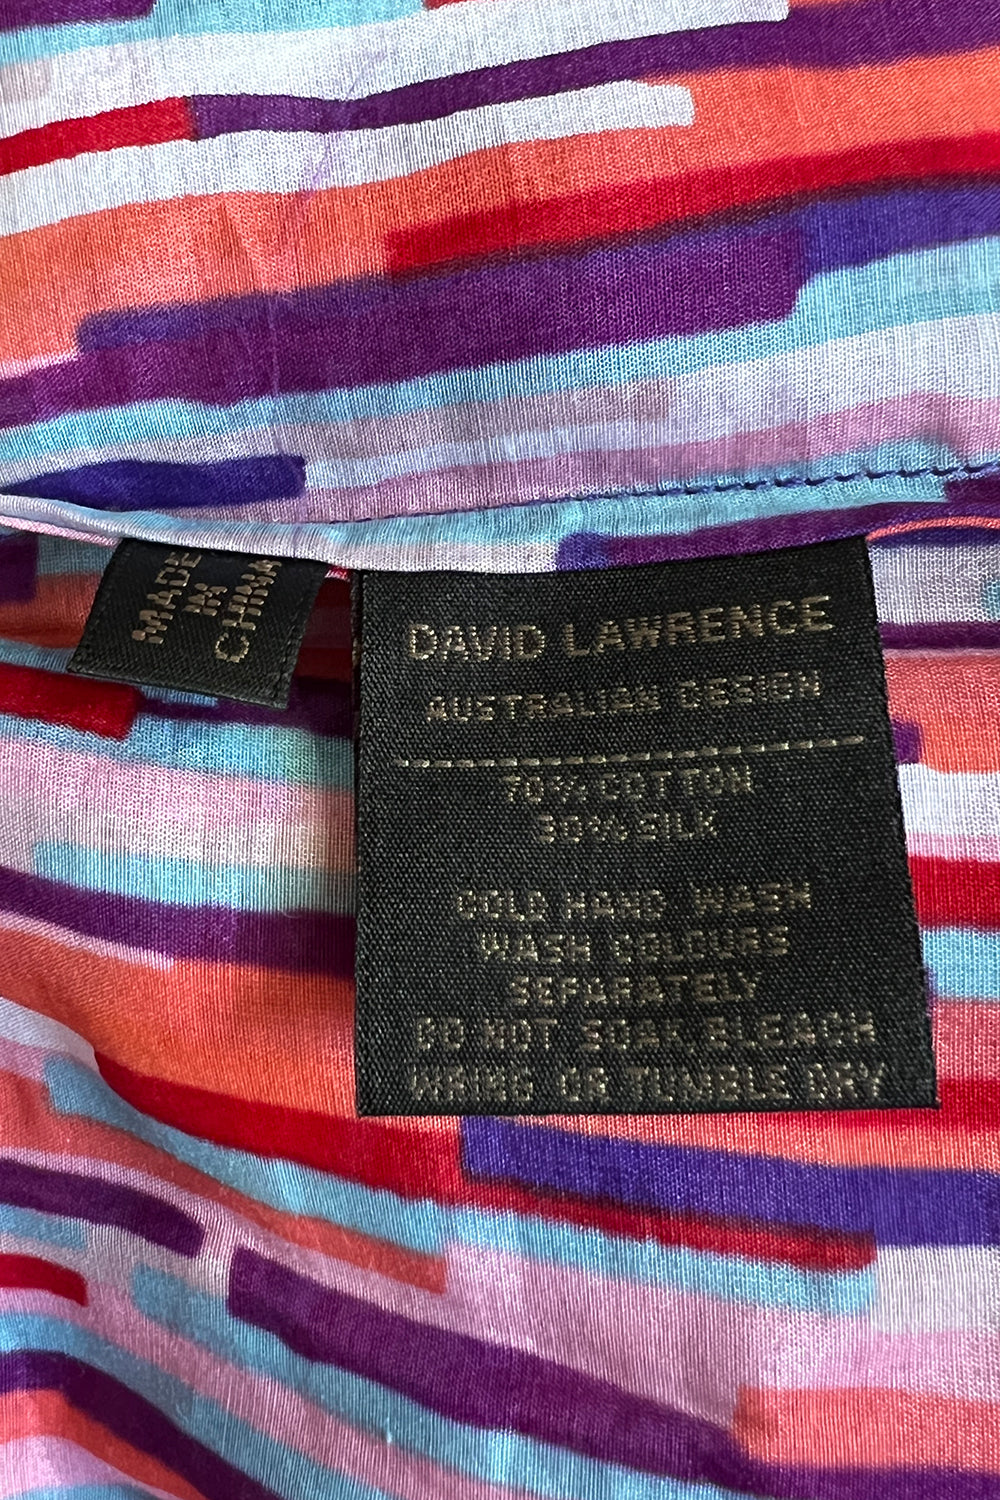 MADE
IN
CHINA
DAVID LAWRENCE
AUSTRALIAN DESIGN
70% COTTON
30% SILK
COLD HAND WASH
WASH COLOURS
SEPARATELY
DO NOT SOAK, BLEACH
WRING OR TUMBLE DRY